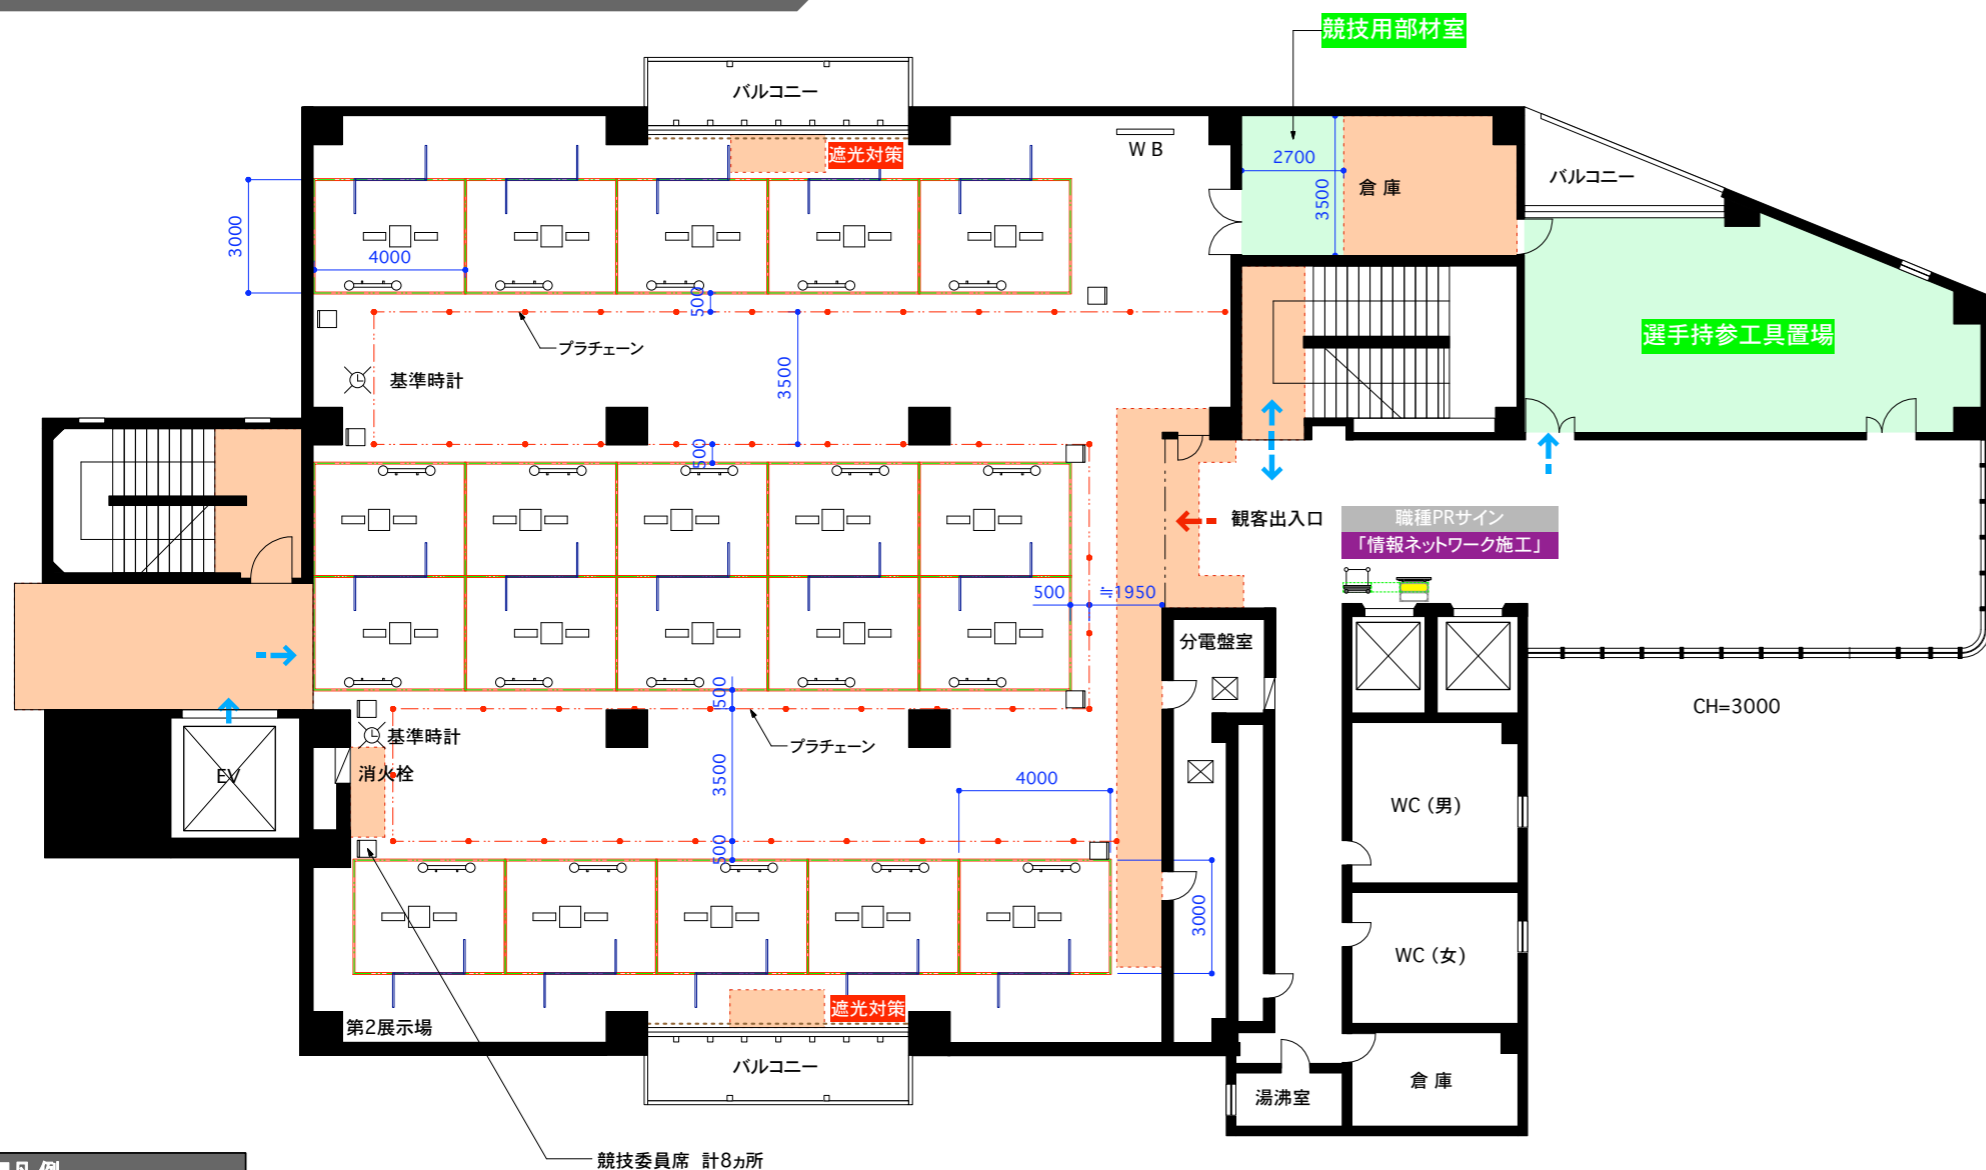 競技用部材室
バルコニー
遮光対策
W B
2700
3500
倉 庫
バルコニー
3000
4000
500
選手持参工具置場
プラチェーン
基準時計
3500
500
観客出入口
職種PRサイン
「情報ネットワーク施工」
500
≒1950
分電盤室
500
CH=3000
基準時計
プラチェーン
消火栓
EV
3500
4000
WC (男)
500
3000
WC (女)
遮光対策
第2展示場
バルコニー
倉 庫
湯沸室
競技委員席 計8ヵ所
凡 例